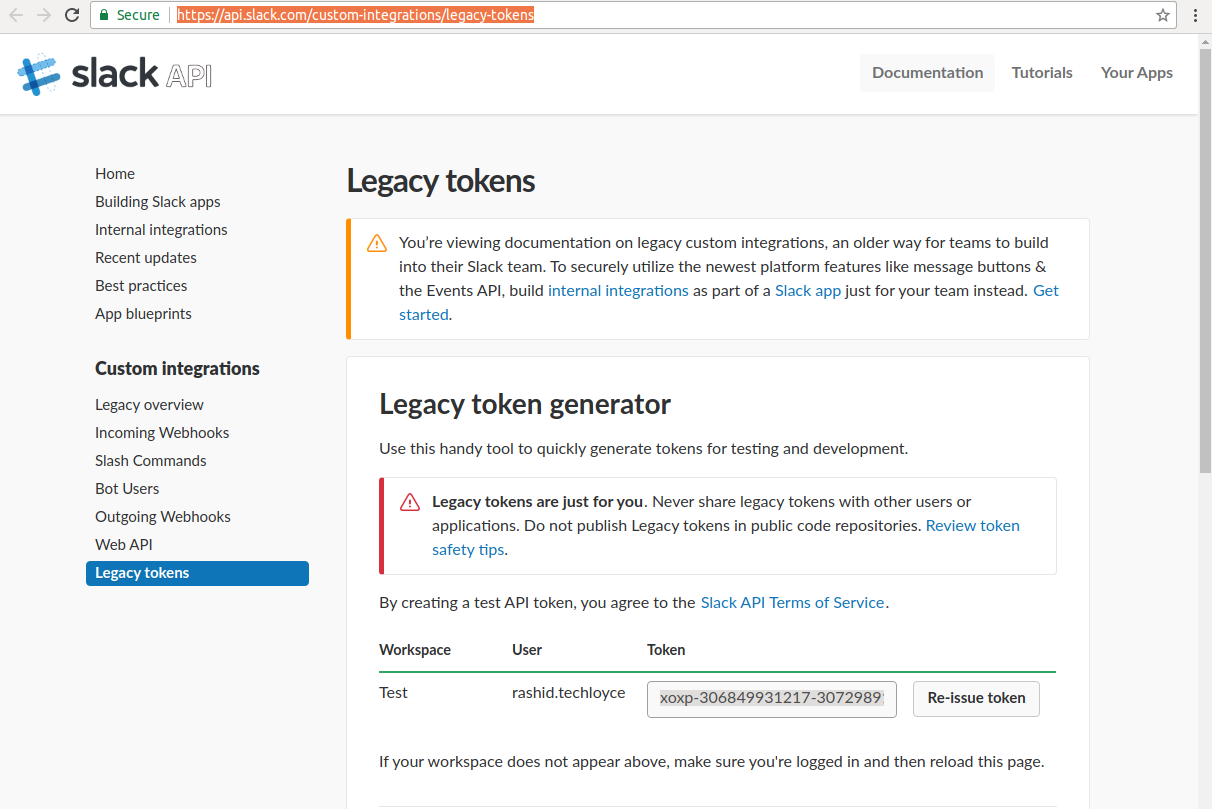 Secure https://api.slack.com/custom-integrations/legacy-tokens
slack API
Documentation
Tutorials
Your Apps
Home
Building Slack apps
Internal integrations
Recent updates
Best practices
App blueprints
Custom integrations
Legacy overview
Incoming Webhooks
Slash Commands
Bot Users
Outgoing Webhooks
Web API
Legacy tokens
Legacy tokens
You're viewing documentation on legacy custom integrations, an older way for teams to build
into their Slack team. To securely utilize the newest platform features like message buttons &
the Events API, build internal integrations as part of a Slack app just for your team instead. Get
started.
Legacy token generator
Use this handy tool to quickly generate tokens for testing and development.
Legacy tokens are just for you. Never share legacy tokens with other users or
applications. Do not publish Legacy tokens in public code repositories. Review token
safety tips.
By creating a test API token, you agree to the Slack API Terms of Service.
Workspace User Token
Test rashid.techloyce xoxp-306849931217-3072989 Re-issue token
If your workspace does not appear above, make sure you're logged in and then reload this page.